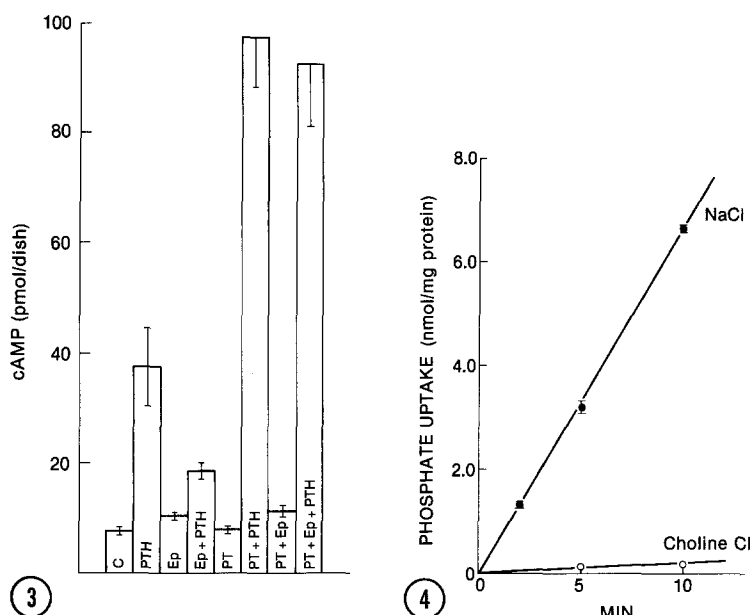 100
80
60
40
20
cAMP (pmol/dish)
C
PTH
Ep
Ep + PTH
PT
PT + PTH
PT + Ep
PT + Ep + PTH
3
8.0
6.0
4.0
2.0
0
PHOSPHATE UPTAKE (nmol/mg protein)
NaCl
Choline Cl
0
5
10
MIN
4